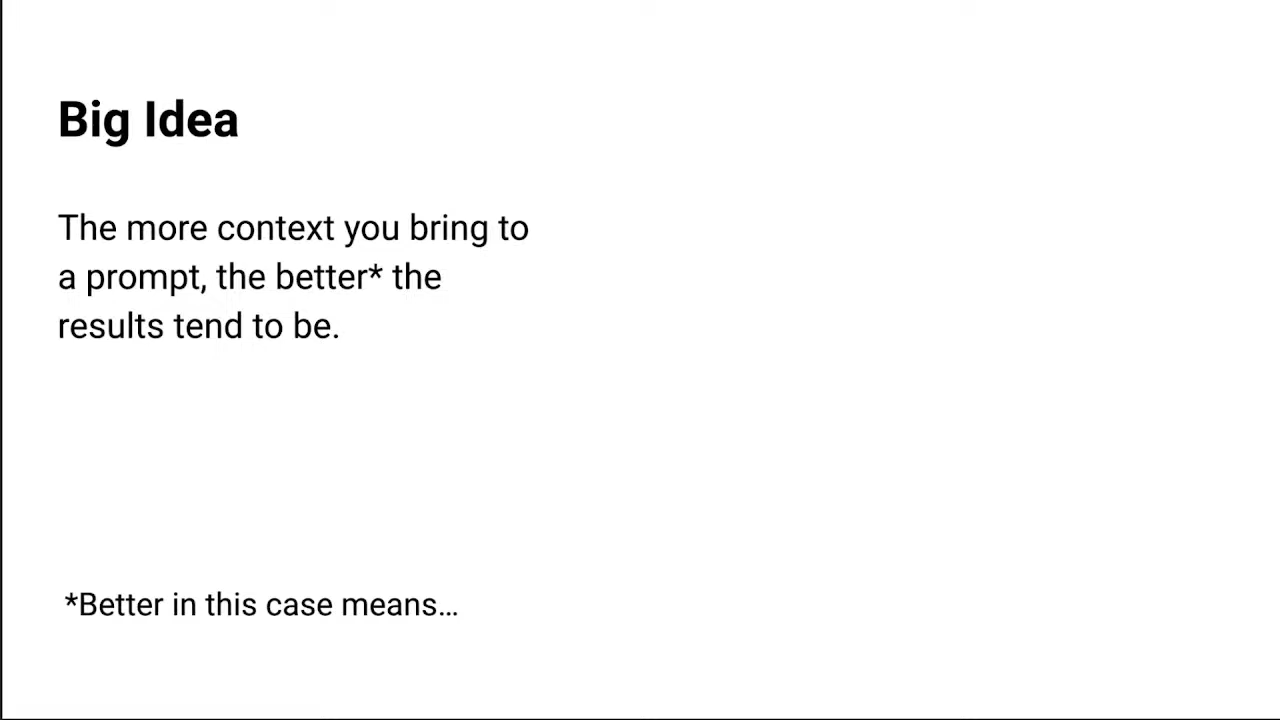 Big Idea
The more context you bring to
a prompt, the better* the
results tend to be.
*Better in this case means…